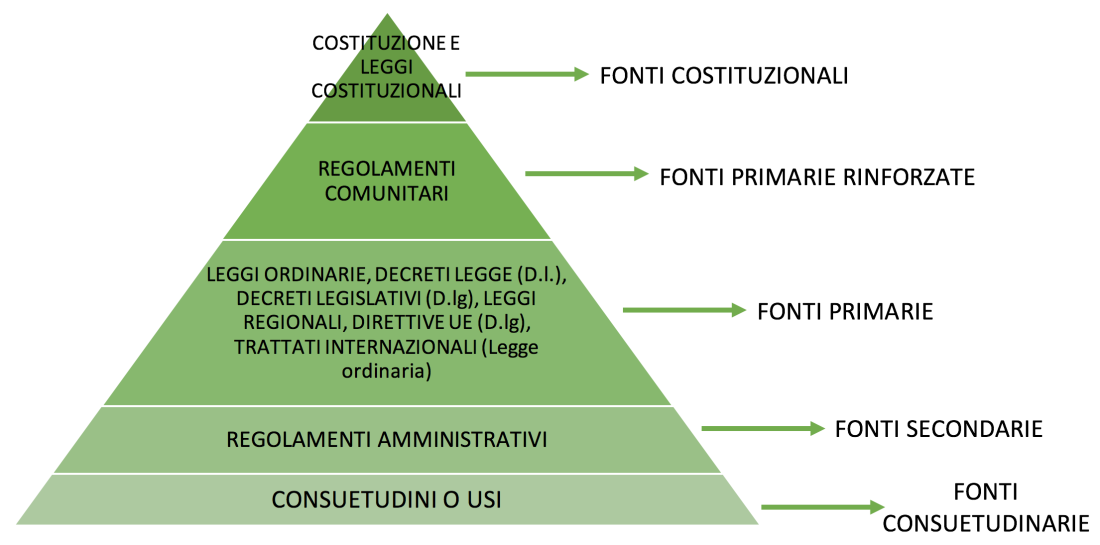 COSTITUZIONE E
LEGGI
COSTITUZIONALI
FONTI COSTITUZIONALI
REGOLAMENTI
COMUNITARI
FONTI PRIMARIE RINFORZATE
LEGGI ORDINARIE, DECRETI LEGGE (D.l.),
DECRETI LEGISLATIVI (D.lg), LEGGI
REGIONALI, DIRETTIVE UE (D.lg),
TRATTATI INTERNAZIONALI (Legge
ordinaria)
FONTI PRIMARIE
REGOLAMENTI AMMINISTRATIVI
FONTI SECONDARIE
CONSUETUDINI O USI
FONTI
CONSUETUDINARIE